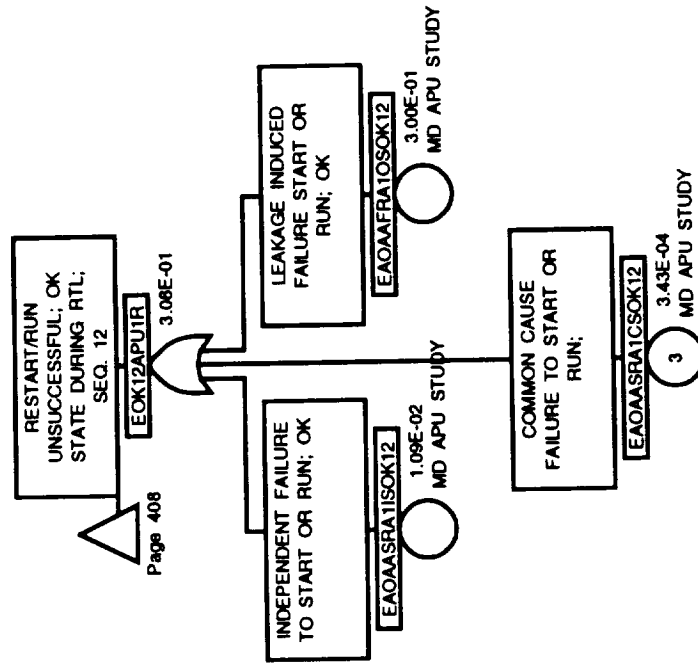 RESTART/RUN
UNSUCCESSFUL; OK
STATE DURING RTL;
SEQ. 12
EOK12APU1R
3.06E-01
Page 408
INDEPENDENT FAILURE
TO START OR RUN; OK
EAOAASRA1ISOK12
1.09E-02
MD APU STUDY
LEAKAGE INDUCED
FAILURE START OR
RUN; OK
EAOAAFRA1OSOK12
3.00E-01
MD APU STUDY
COMMON CAUSE
FAILURE TO START OR
RUN;
EAOAASRA1CSOK12
3.43E-04
MD APU STUDY
3